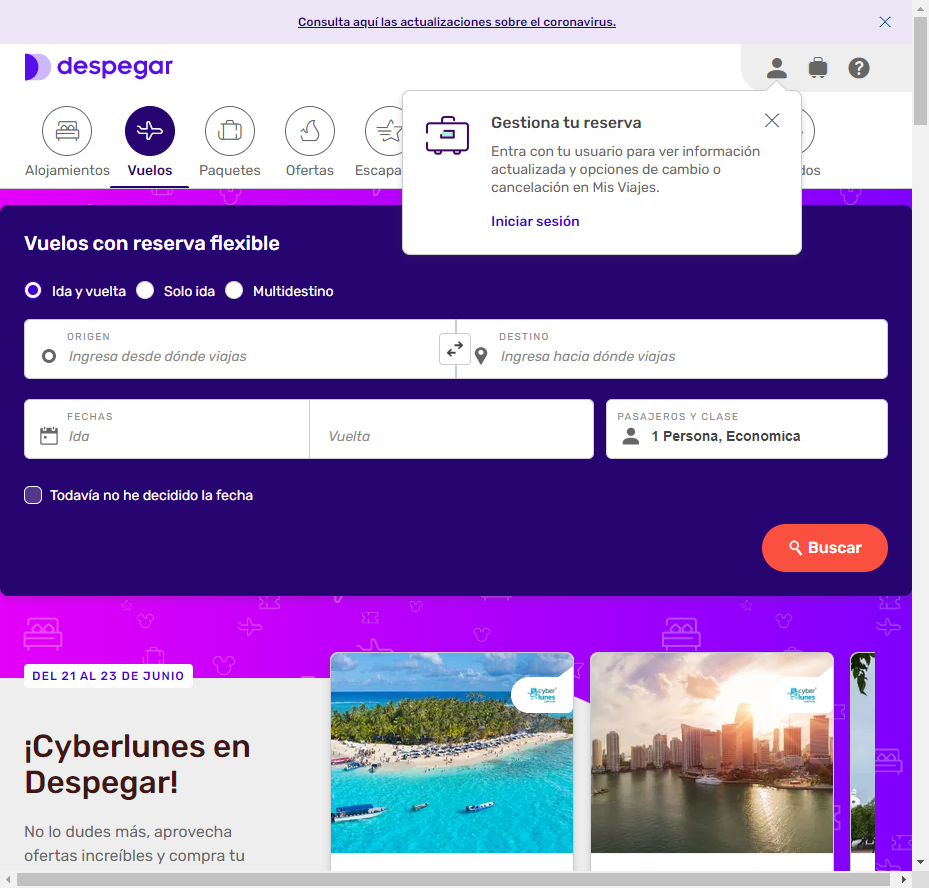 Consulta aquí las actualizaciones sobre el coronavirus.
despegar
Alojamientos
Vuelos
Paquetes
Ofertas
Escapa
dos
Gestiona tu reserva
Entra con tu usuario para ver información
actualizada y opciones de cambio o
cancelación en Mis Viajes.
Iniciar sesión
Vuelos con reserva flexible
Ida y vuelta
Solo ida
Multidestino
ORIGEN
Ingresa desde dónde viajas
DESTINO
Ingresa hacia dónde viajas
FECHAS
Ida
Vuelta
PASAJEROS Y CLASE
1 Persona, Economica
Todavía no he decidido la fecha
Buscar
DEL 21 AL 23 DE JUNIO
¡Cyberlunes en
Despegar!
No lo dudes más, aprovecha
ofertas increíbles y compra tu
cyber
lunes
cyber
lunes